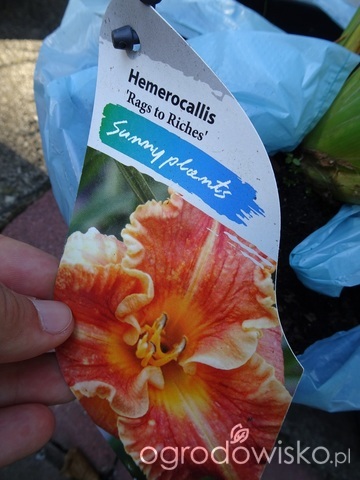 Hemerocallis
'Rags to Riches'
Sunny plants
ogrodowisko.pl